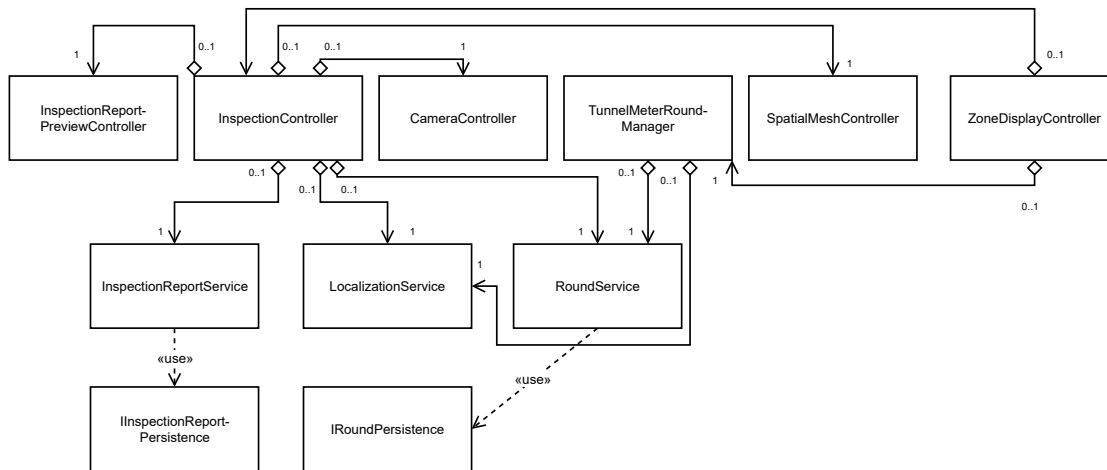 1
0..1
0..1
0..1
1
1
0..1
InspectionReport-
PreviewController
InspectionController
CameraController
TunnelMeterRound-
Manager
SpatialMeshController
ZoneDisplayController
0..1
0..1
0..1
0..1
0..1
1
0..1
1
1
1
1
1
InspectionReportService
LocalizationService
RoundService
«use»
«use»
IInspectionReport-
Persistence
IRoundPersistence